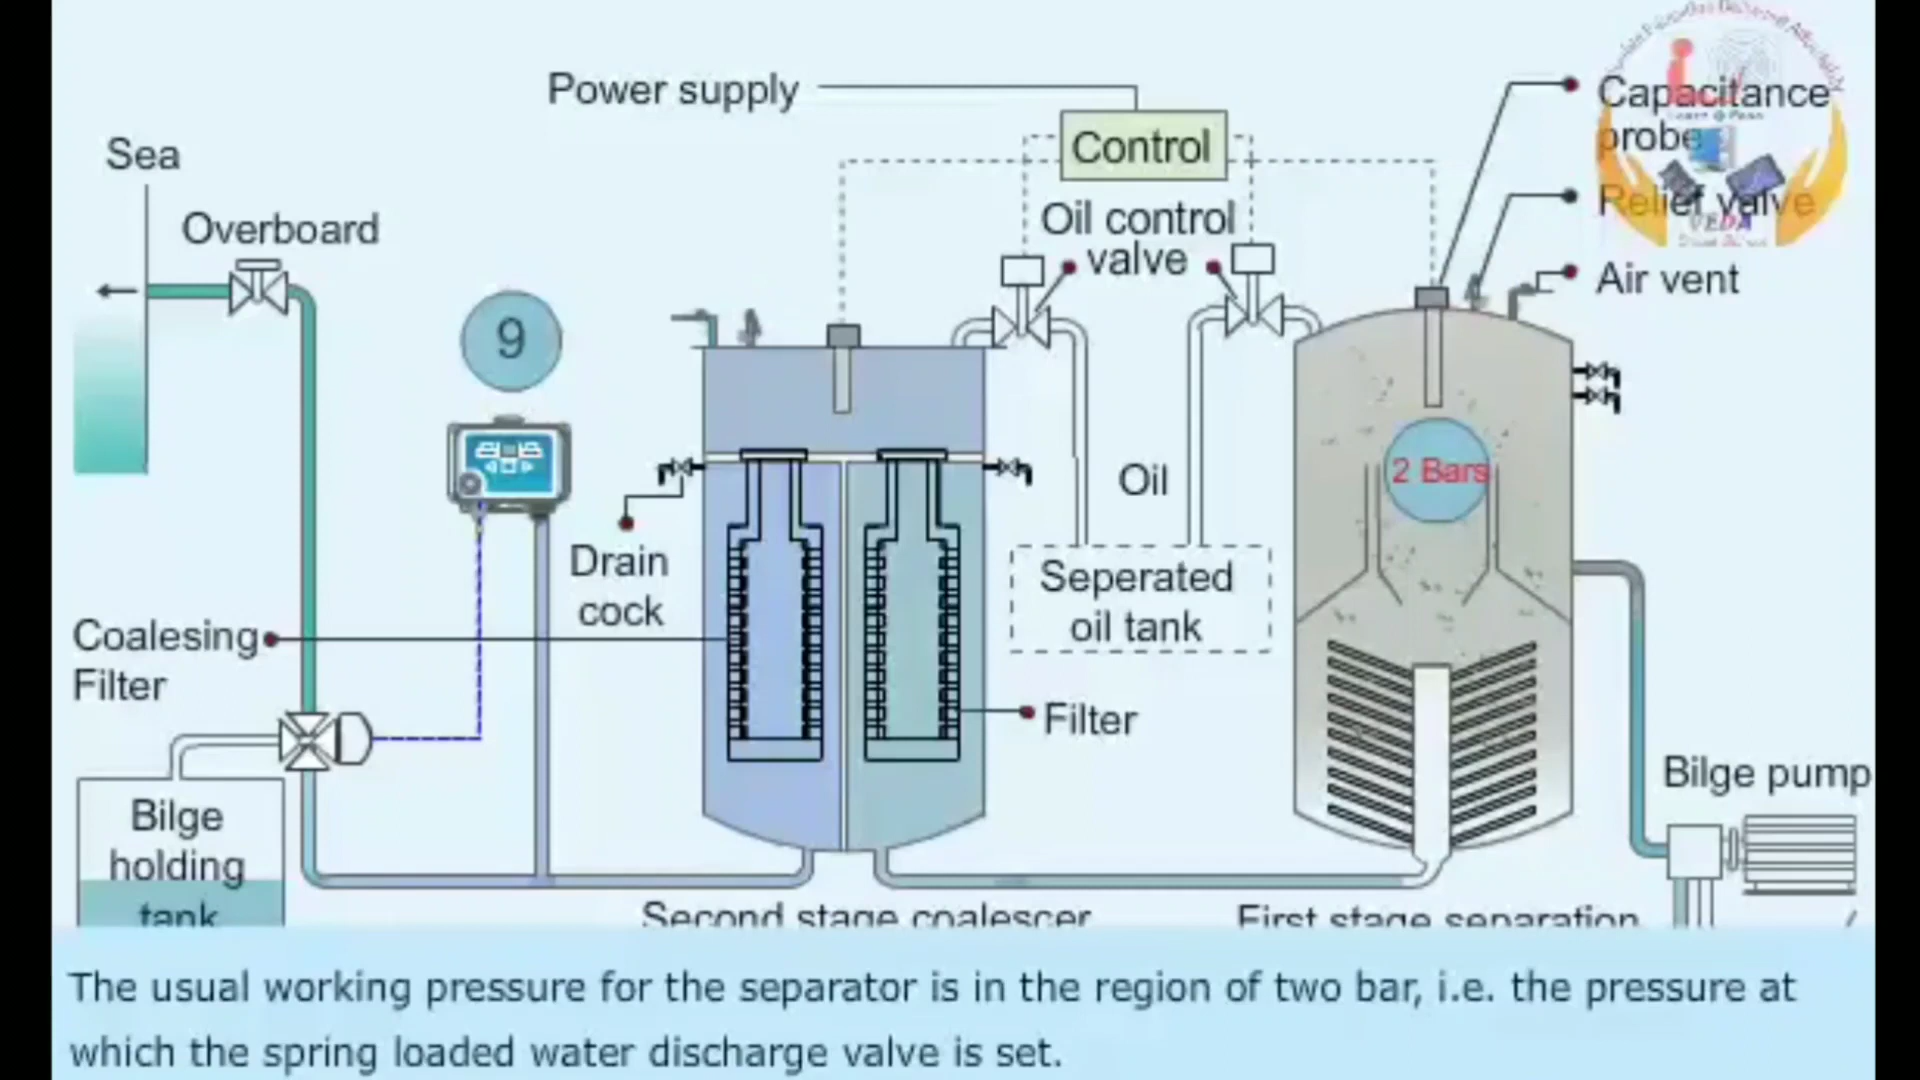 Power supply
Control
Capacitance
probe
Sea
Overboard
Oil control
valve
Relief valve
VEDA
Air vent
9
2 Bars
Oil
Drain
cock
Seperated
oil tank
Coalesing
Filter
Filter
Bilge pump
Bilge
holding
tank
Second stage coalescer
First stage separation
The usual working pressure for the separator is in the region of two bar, i.e. the pressure at
which the spring loaded water discharge valve is set.